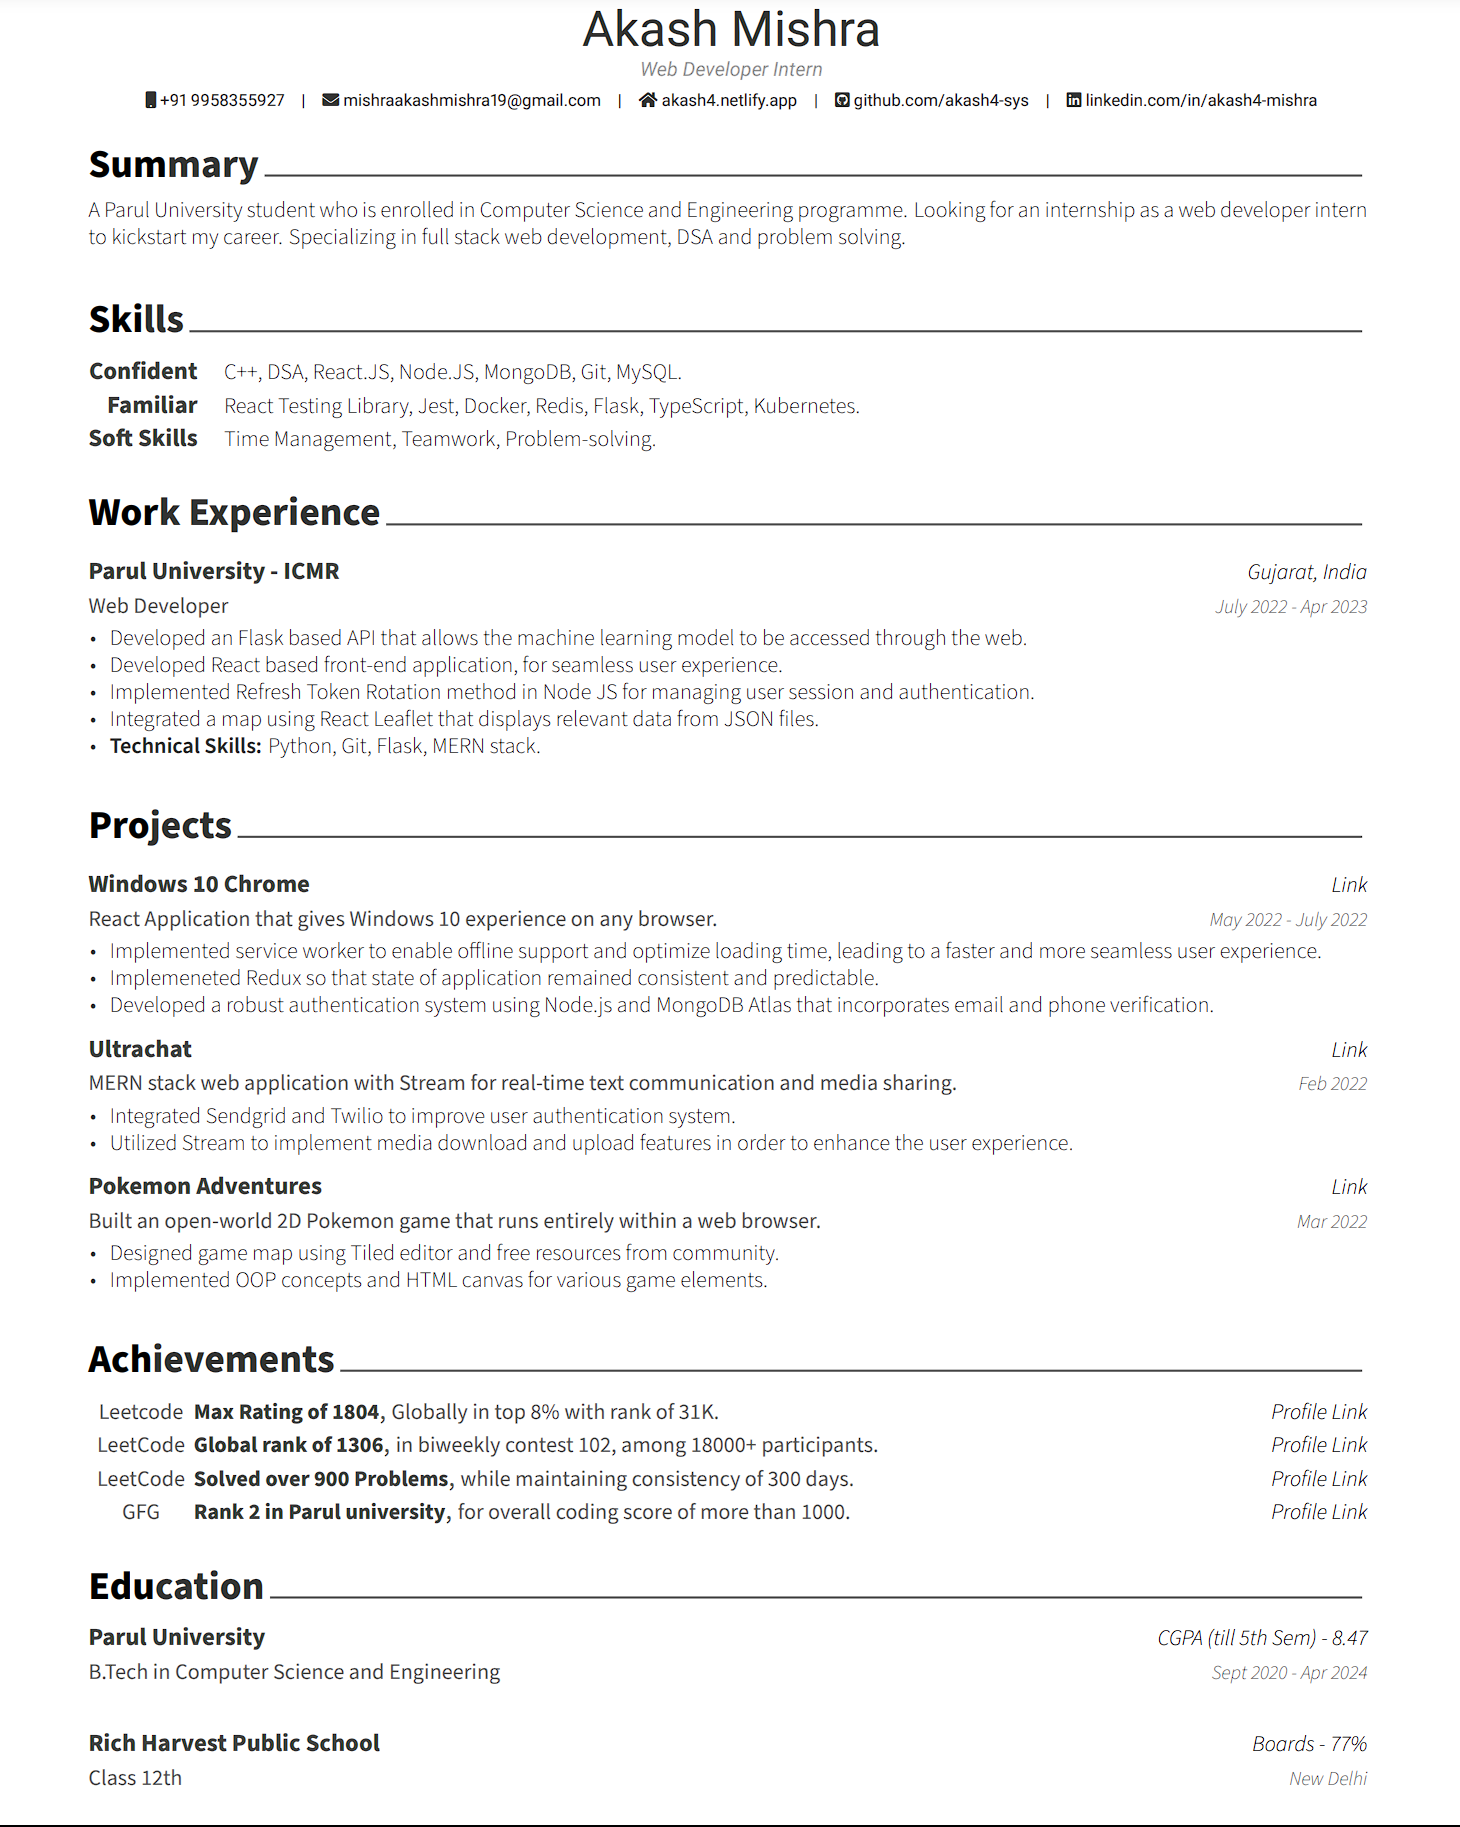 Akash Mishra
Web Developer Intern
+91 9958355927 | mishraakashmishra19@gmail.com | akash4.netlify.app | github.com/akash4-sys | linkedin.com/in/akash4-mishra
Summary
A Parul University student who is enrolled in Computer Science and Engineering programme. Looking for an internship as a web developer intern
to kickstart my career. Specializing in full stack web development, DSA and problem solving.
Skills
Confident C++, DSA, React.JS, Node.JS, MongoDB, Git, MySQL.
Familiar React Testing Library, Jest, Docker, Redis, Flask, TypeScript, Kubernetes.
Soft Skills Time Management, Teamwork, Problem-solving.
Work Experience
Parul University - ICMR Gujarat, India
Web Developer July 2022 - Apr 2023
• Developed an Flask based API that allows the machine learning model to be accessed through the web.
• Developed React based front-end application, for seamless user experience.
• Implemented Refresh Token Rotation method in Node JS for managing user session and authentication.
• Integrated a map using React Leaflet that displays relevant data from JSON files.
• Technical Skills: Python, Git, Flask, MERN stack.
Projects
Windows 10 Chrome Link
React Application that gives Windows 10 experience on any browser. May 2022 - July 2022
• Implemented service worker to enable offline support and optimize loading time, leading to a faster and more seamless user experience.
• Implemeneted Redux so that state of application remained consistent and predictable.
• Developed a robust authentication system using Node.js and MongoDB Atlas that incorporates email and phone verification.
Ultrachat Link
MERN stack web application with Stream for real-time text communication and media sharing. Feb 2022
• Integrated Sendgrid and Twilio to improve user authentication system.
• Utilized Stream to implement media download and upload features in order to enhance the user experience.
Pokemon Adventures Link
Built an open-world 2D Pokemon game that runs entirely within a web browser. Mar 2022
• Designed game map using Tiled editor and free resources from community.
• Implemented OOP concepts and HTML canvas for various game elements.
Achievements
Leetcode Max Rating of 1804, Globally in top 8% with rank of 31K. Profile Link
LeetCode Global rank of 1306, in biweekly contest 102, among 18000+ participants. Profile Link
LeetCode Solved over 900 Problems, while maintaining consistency of 300 days. Profile Link
GFG Rank 2 in Parul university, for overall coding score of more than 1000. Profile Link
Education
Parul University CGPA (till 5th Sem) - 8.47
B.Tech in Computer Science and Engineering Sept 2020 - Apr 2024
Rich Harvest Public School Boards - 77%
Class 12th New Delhi